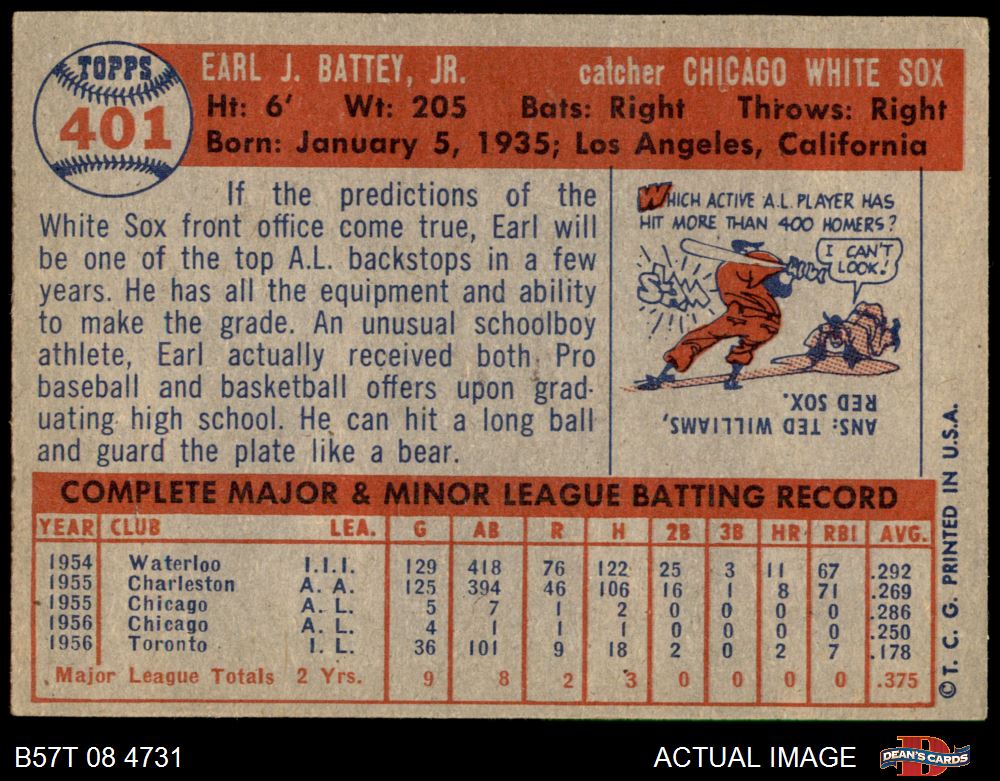 TOPPS
401
EARL J. BATTEY, JR. catcher CHICAGO WHITE SOX
Ht: 6' Wt: 205 Bats: Right Throws: Right
Born: January 5, 1935; Los Angeles, California
If the predictions of the
White Sox front office come true, Earl will
be one of the top A.L. backstops in a few
years. He has all the equipment and ability
to make the grade. An unusual schoolboy
athlete, Earl actually received both Pro
baseball and basketball offers upon grad-
uating high school. He can hit a long ball
and guard the plate like a bear.
WHICH ACTIVE A.L. PLAYER HAS
HIT MORE THAN 400 HOMERS?
I CAN'T
LOOK!
ANS: TED WILLIAMS,
RED SOX.
COMPLETE MAJOR & MINOR LEAGUE BATTING RECORD
YEAR CLUB LEA. G AB R H 2B 3B HR RBI AVG.
1954 Waterloo I.I.I. 129 418 76 122 25 3 11 67 .292
1955 Charleston A. A. 125 394 46 106 16 1 8 71 .269
1955 Chicago A. L. 5 7 1 2 0 0 0 0 .286
1956 Chicago A. L. 4 1 1 1 0 0 0 0 .250
1956 Toronto I. L. 36 101 9 18 2 0 2 7 .178
Major League Totals 2 Yrs. 9 8 2 3 0 0 0 0 .375
© T. C. G. PRINTED IN U.S.A.
B57T 08 4731 ACTUAL IMAGE DEAN'S CARDS